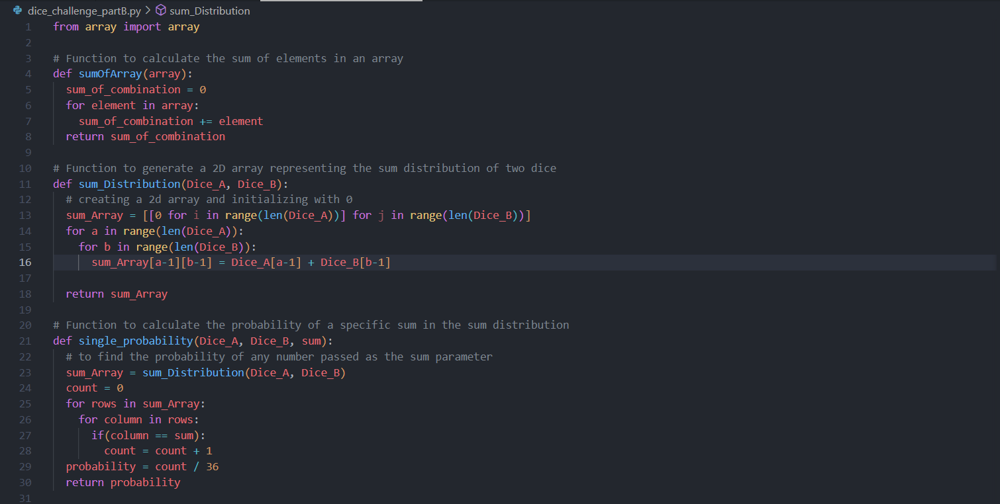 dice_challenge_partB.py > sum_Distribution
1 from array import array
2
3 # Function to calculate the sum of elements in an array
4 def sumOfArray(array):
5   sum_of_combination = 0
6   for element in array:
7     sum_of_combination += element
8   return sum_of_combination
9
10 # Function to generate a 2D array representing the sum distribution of two dice
11 def sum_Distribution(Dice_A, Dice_B):
12   # creating a 2d array and initializing with 0
13   sum_Array = [[0 for i in range(len(Dice_A))] for j in range(len(Dice_B))]
14   for a in range(len(Dice_A)):
15     for b in range(len(Dice_B)):
16       sum_Array[a-1][b-1] = Dice_A[a-1] + Dice_B[b-1]
17
18   return sum_Array
19
20 # Function to calculate the probability of a specific sum in the sum distribution
21 def single_probability(Dice_A, Dice_B, sum):
22   # to find the probability of any number passed as the sum parameter
23   sum_Array = sum_Distribution(Dice_A, Dice_B)
24   count = 0
25   for rows in sum_Array:
26     for column in rows:
27       if(column == sum):
28         count = count + 1
29   probability = count / 36
30   return probability
31